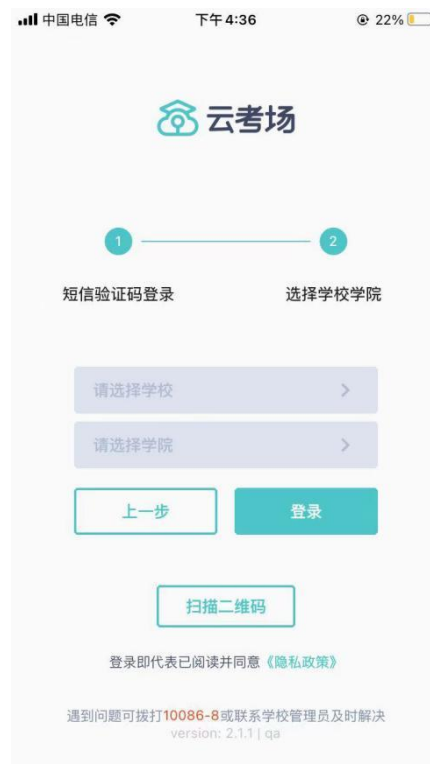 中国电信 下午4:36 22%
云考场
1 2
短信验证码登录 选择学校学院
请选择学校
请选择学院
上一步 登录
扫描二维码
登录即代表已阅读并同意《隐私政策》
遇到问题可拨打10086-8或联系学校管理员及时解决
version: 2.1.1 | qa